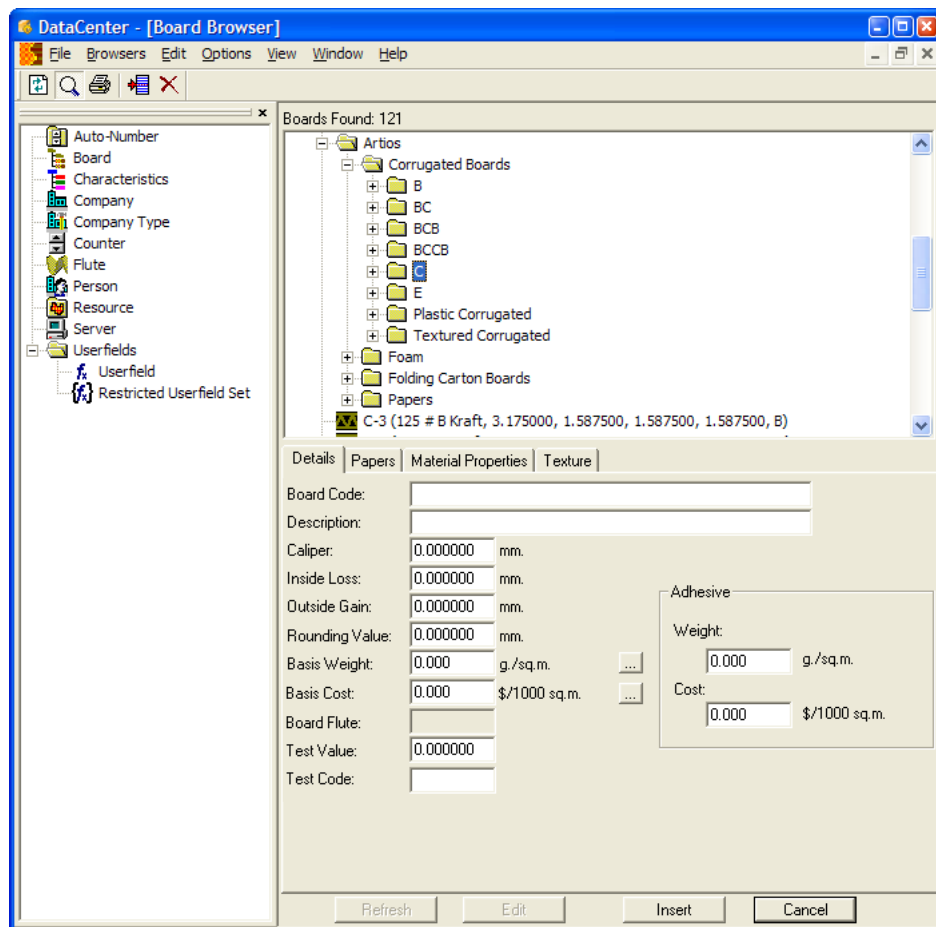 DataCenter - [Board Browser]
File Browsers Edit Options View Window Help
Auto-Number
Board
Characteristics
Company
Company Type
Counter
Flute
Person
Resource
Server
Userfields
Userfield
Restricted Userfield Set
Boards Found: 121
Artios
Corrugated Boards
B
BC
BCB
BCCB
C
E
Plastic Corrugated
Textured Corrugated
Foam
Folding Carton Boards
Papers
C-3 (125 # B Kraft, 3.175000, 1.587500, 1.587500, 1.587500, B)
Details Papers Material Properties Texture
Board Code:
Description:
Caliper: 0.000000 mm.
Inside Loss: 0.000000 mm.
Outside Gain: 0.000000 mm.
Rounding Value: 0.000000 mm.
Basis Weight: 0.000 g./sq.m. ...
Basis Cost: 0.000 $/1000 sq.m. ...
Board Flute:
Test Value: 0.000000
Test Code:
Adhesive
Weight:
0.000 g./sq.m.
Cost:
0.000 $/1000 sq.m.
Refresh Edit Insert Cancel